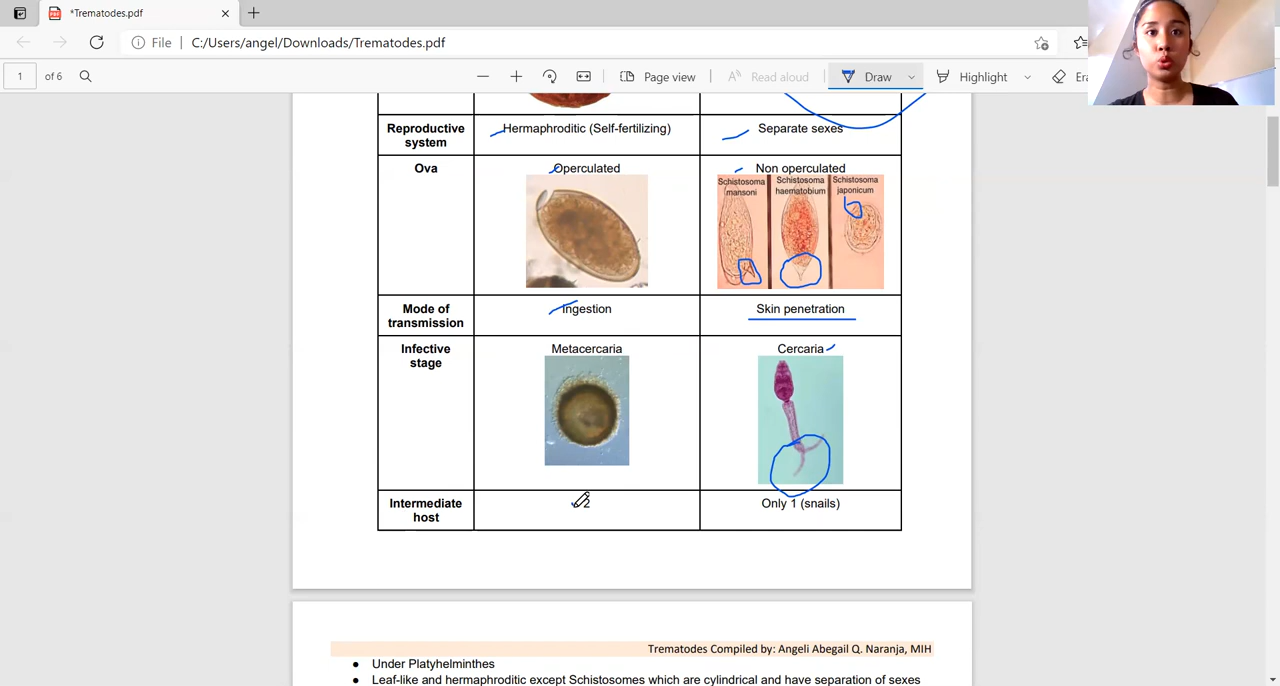 *Trematodes.pdf
File
C:/Users/angel/Downloads/Trematodes.pdf
1
of 6
Page view
Read aloud
Draw
Highlight
Era
Reproductive system
Hermaphroditic (Self-fertilizing)
Separate sexes
Ova
Operculated
Non operculated
Schistosoma mansoni
Schistosoma haematobium
Schistosoma japonicum
Mode of transmission
Ingestion
Skin penetration
Infective stage
Metacercaria
Cercaria
Intermediate host
2
Only 1 (snails)
Trematodes Compiled by: Angeli Abegail Q. Naranja, MIH
● Under Platyhelminthes
● Leaf-like and hermaphroditic except Schistosomes which are cylindrical and have separation of sexes